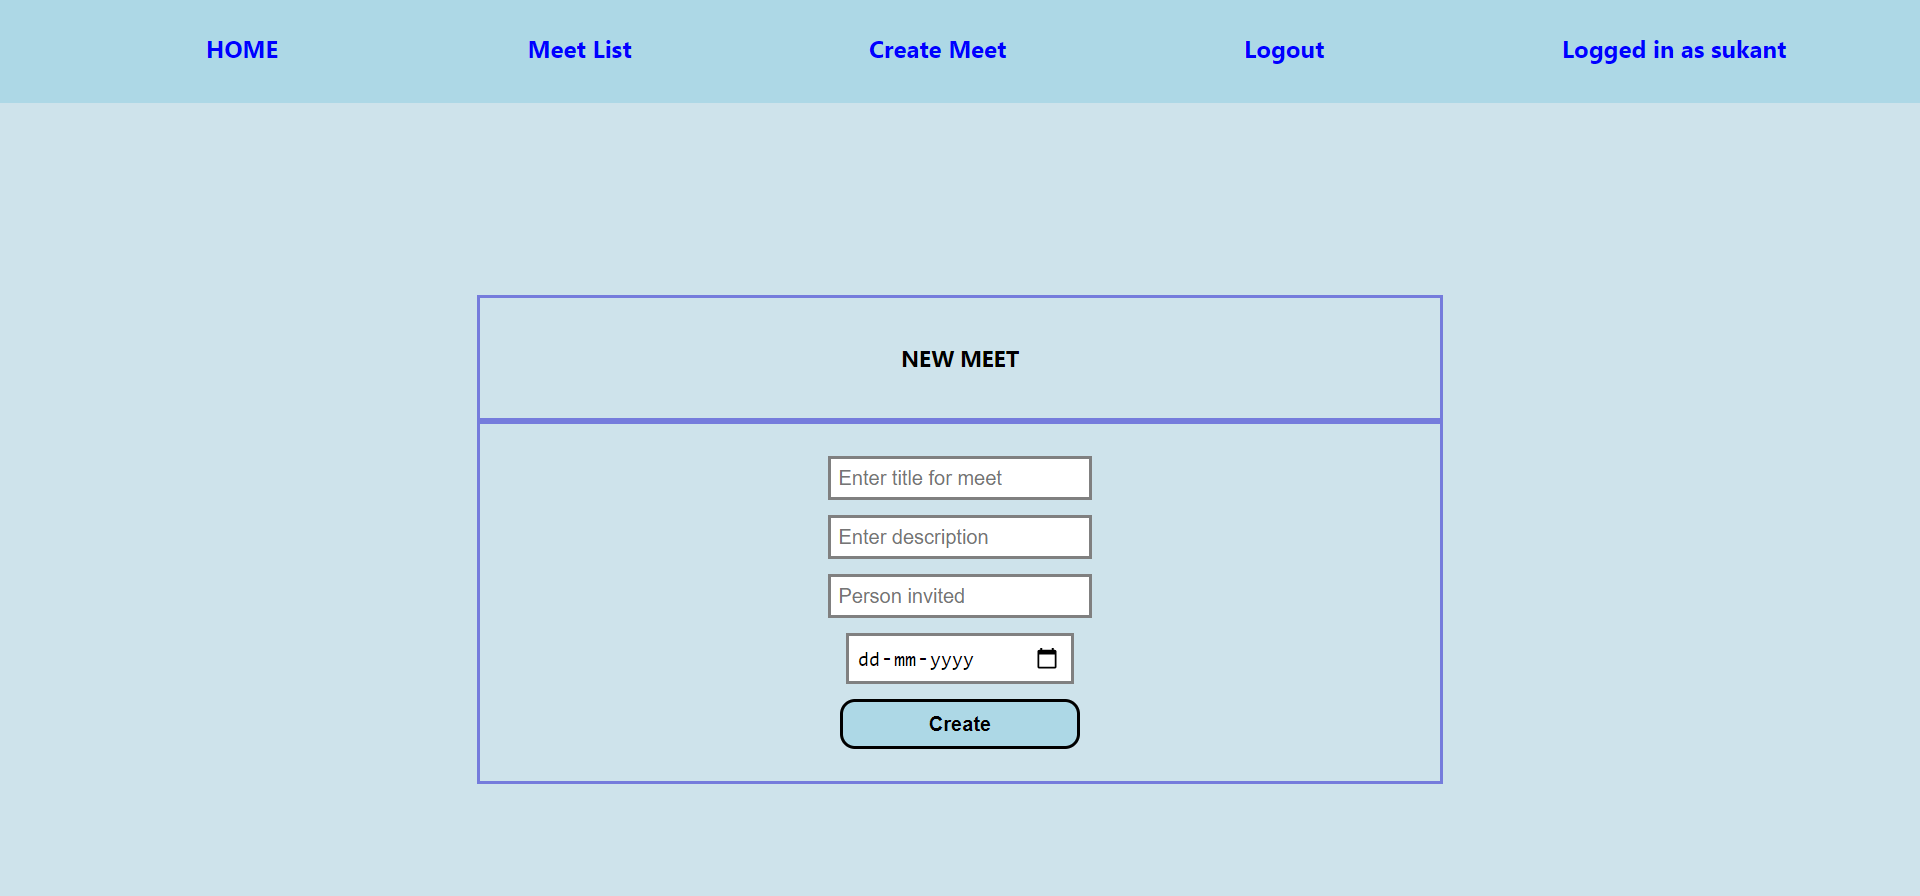 HOME Meet List Create Meet Logout Logged in as sukant
NEW MEET
Enter title for meet
Enter description
Person invited
dd-mm-yyyy
Create